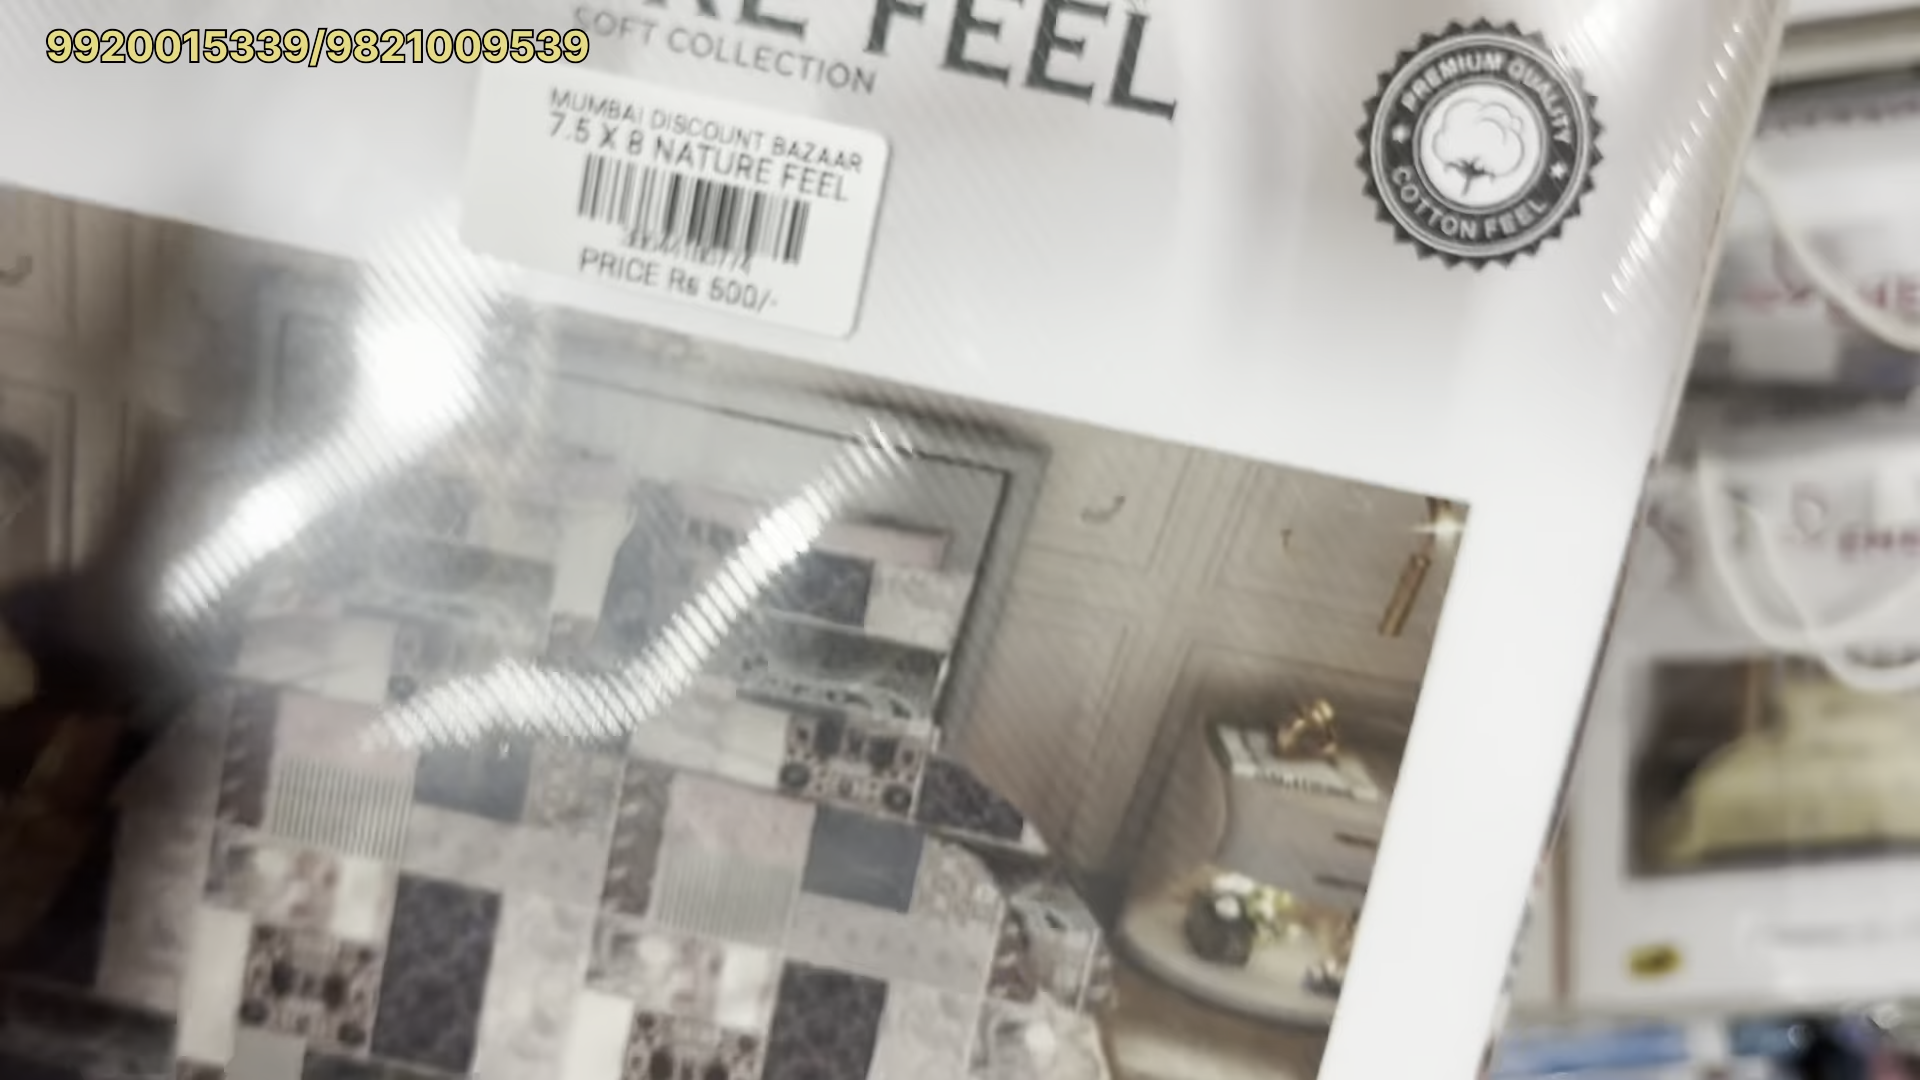 9920015339/9821009539
FEEL
SOFT COLLECTION
MUMBAI DISCOUNT BAZAAR
7.5 X 8 NATURE FEEL
PRICE Rs 500/-
PREMIUM QUALITY
COTTON FEEL